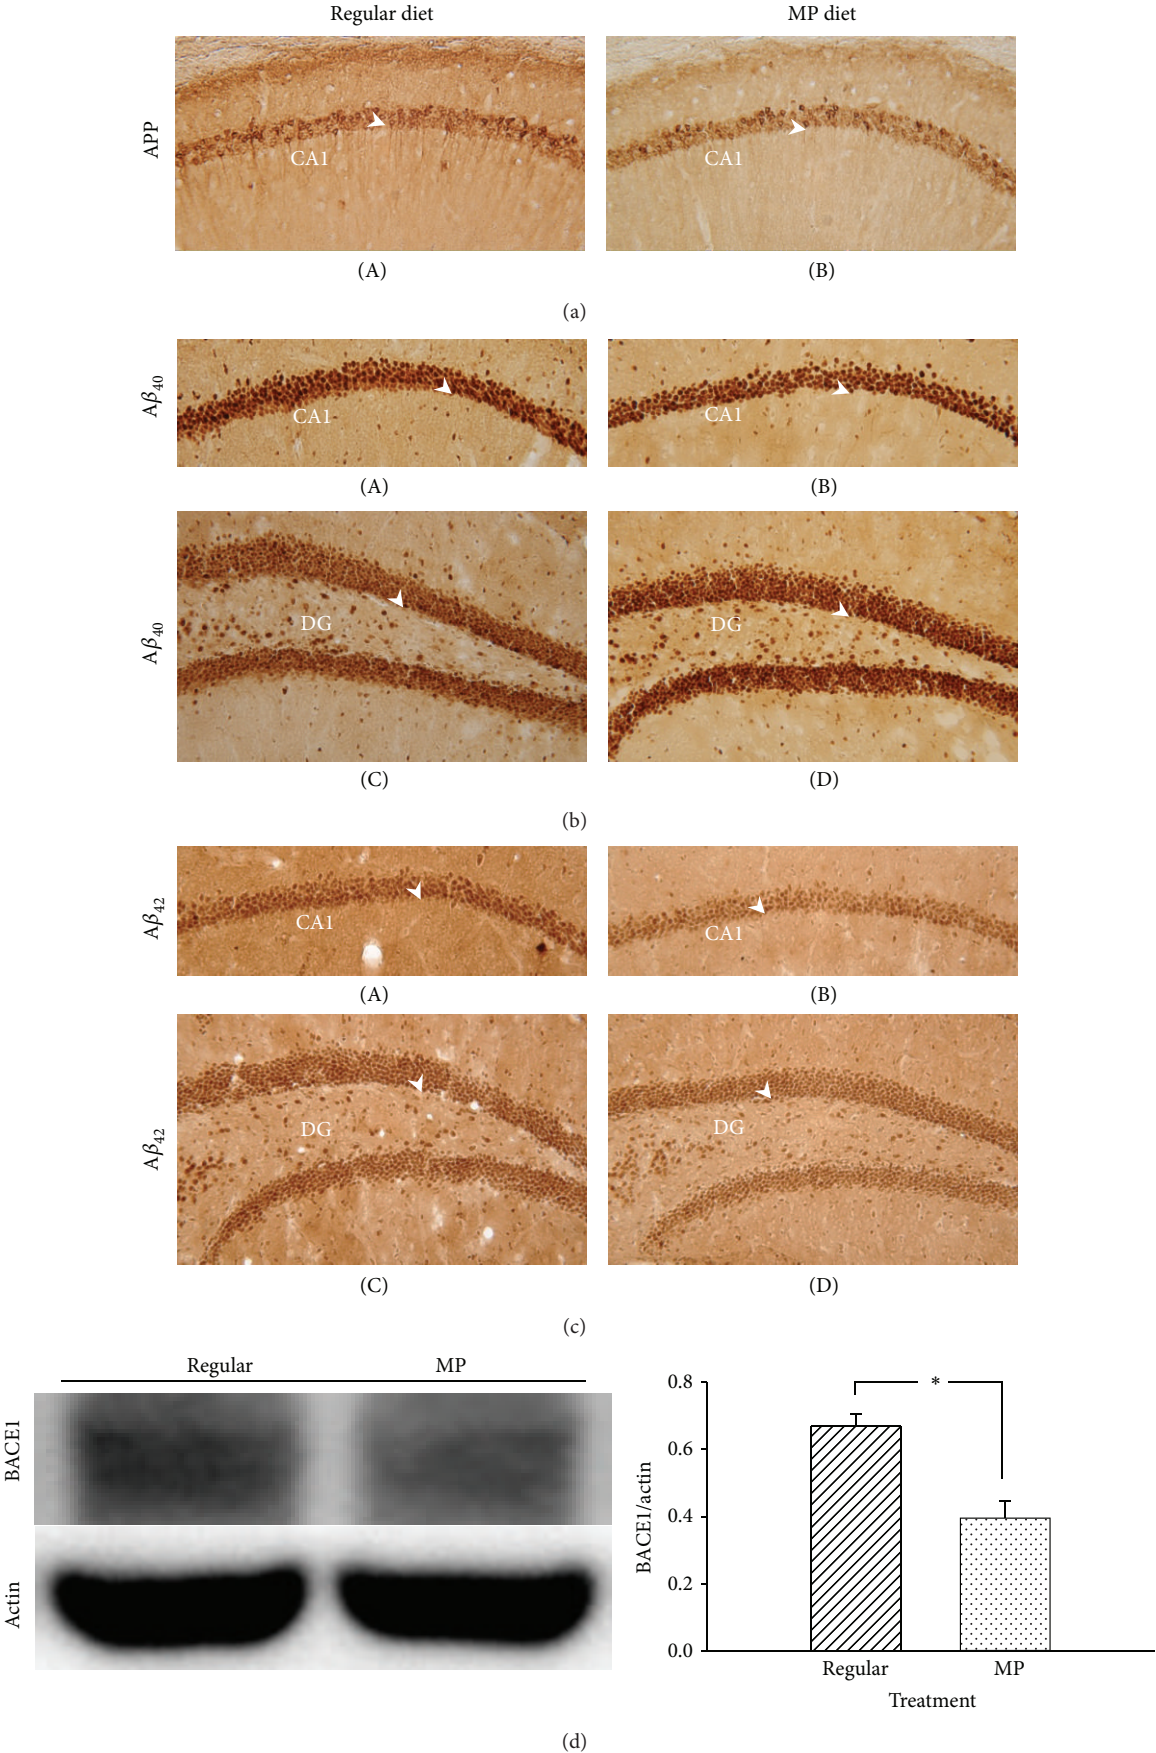 Regular diet MP diet
APP
CA1 CA1
(A) (B)
(a)
Aβ40
CA1 CA1
(A) (B)
Aβ40
DG DG
(C) (D)
(b)
Aβ42
CA1 CA1
(A) (B)
Aβ42
DG DG
(C) (D)
(c)
Regular MP
BACE1
Actin
0.8
0.6
0.4
0.2
0.0
*
BACE1/actin
Regular MP
Treatment
(d)